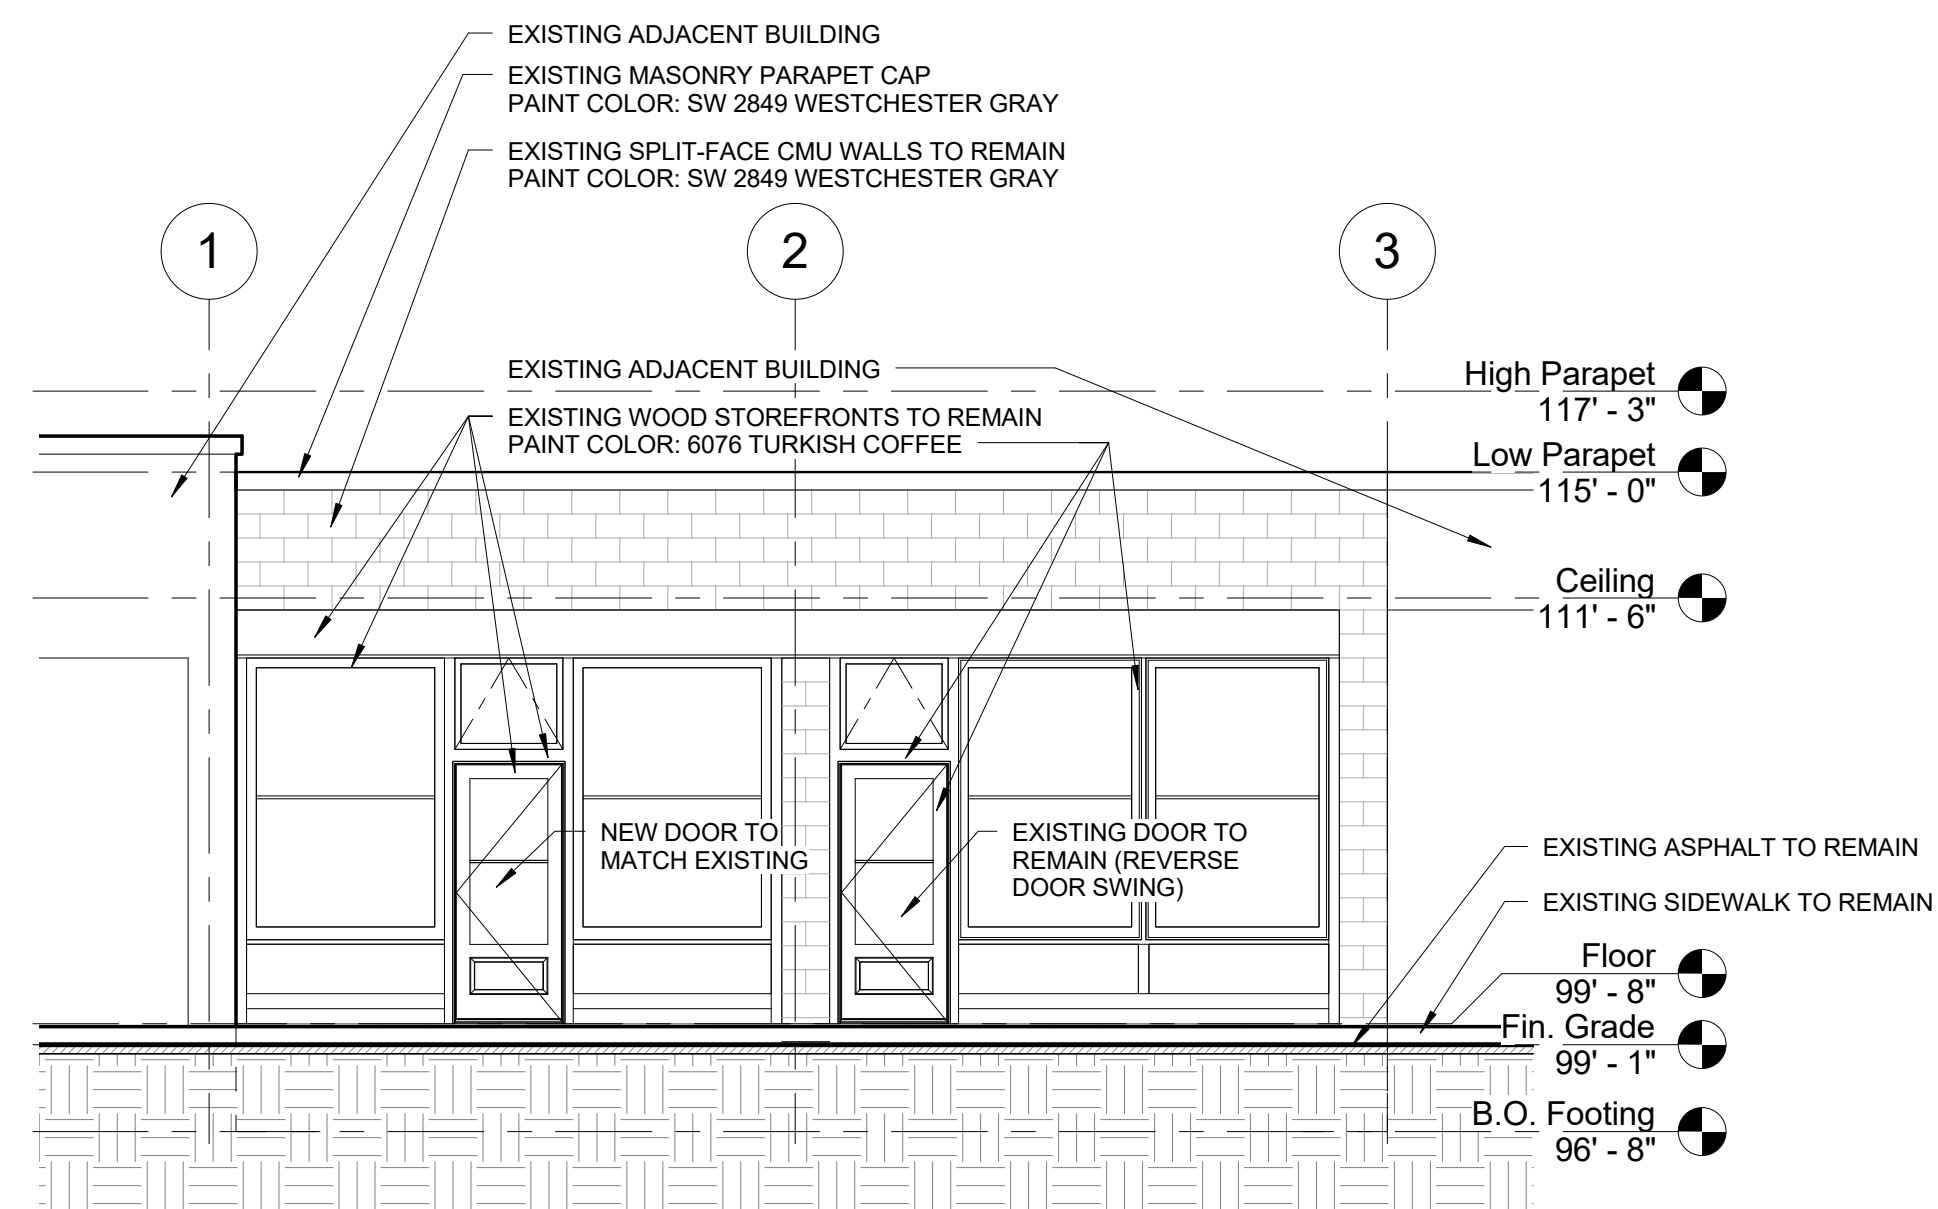 EXISTING ADJACENT BUILDING
EXISTING MASONRY PARAPET CAP
PAINT COLOR: SW 2849 WESTCHESTER GRAY
EXISTING SPLIT-FACE CMU WALLS TO REMAIN
PAINT COLOR: SW 2849 WESTCHESTER GRAY
1
2
3
EXISTING ADJACENT BUILDING
High Parapet
117' - 3"
EXISTING WOOD STOREFRONTS TO REMAIN
PAINT COLOR: 6076 TURKISH COFFEE
Low Parapet
115' - 0"
Ceiling
111' - 6"
NEW DOOR TO
MATCH EXISTING
EXISTING DOOR TO
REMAIN (REVERSE
DOOR SWING)
EXISTING ASPHALT TO REMAIN
EXISTING SIDEWALK TO REMAIN
Floor
99' - 8"
Fin. Grade
99' - 1"
B.O. Footing
96' - 8"